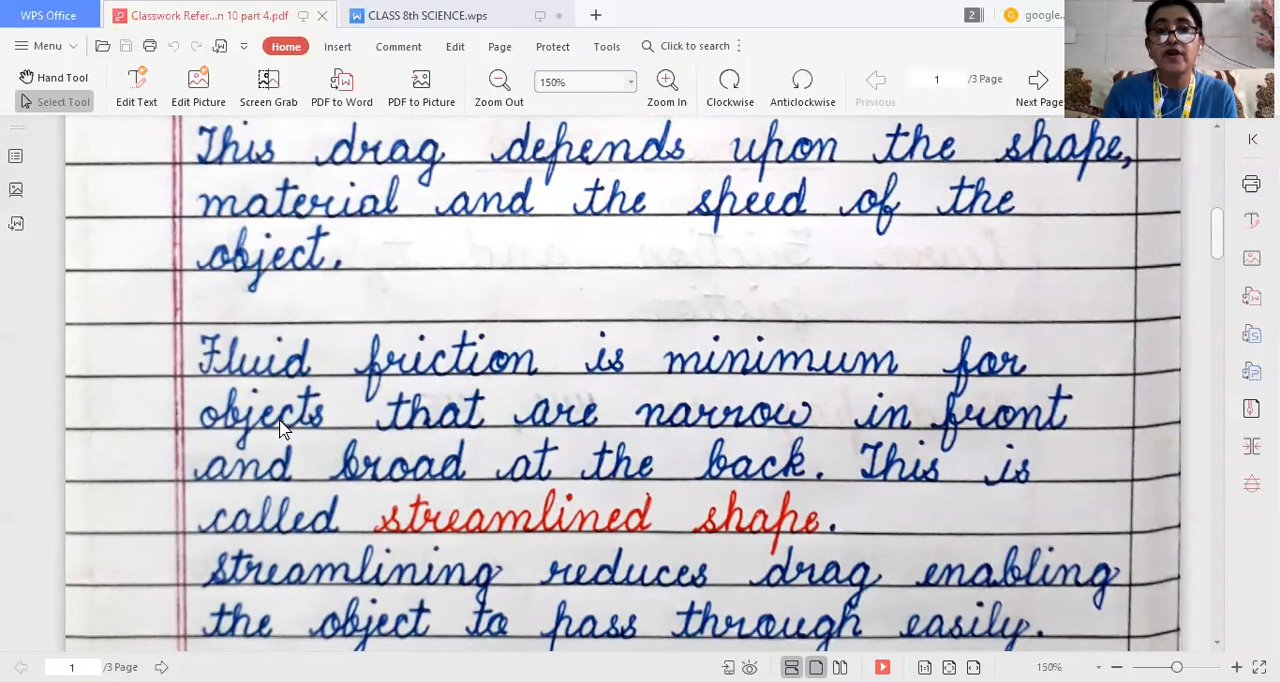 WPS Office Classwork Refer...n 10 part 4.pdf CLASS 8th SCIENCE.wps 2 google...
Menu Home Insert Comment Edit Page Protect Tools Click to search
Hand Tool
Select Tool Edit Text Edit Picture Screen Grab PDF to Word PDF to Picture Zoom Out 150% Zoom In Clockwise Anticlockwise Previous 1 /3 Page Next Page
This drag depends upon the shape,
material and the speed of the
object.
Fluid friction is minimum for
objects that are narrow in front
and broad at the back. This is
called streamlined shape.
streamlining reduces drag enabling
the object to pass through easily.
1 /3 Page 150%